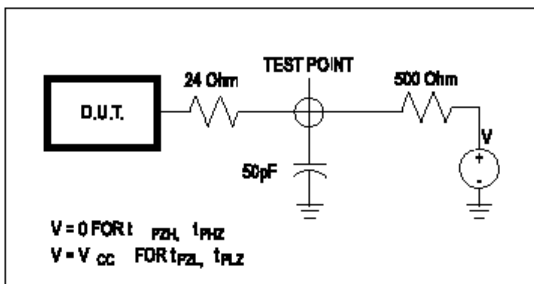 24 Ohm
TEST POINT
500 Ohm
D.U.T.
V
+
-
50pF
V = 0 FOR t PZH, tPHZ
V = V CC FOR tPZL, tPLZ